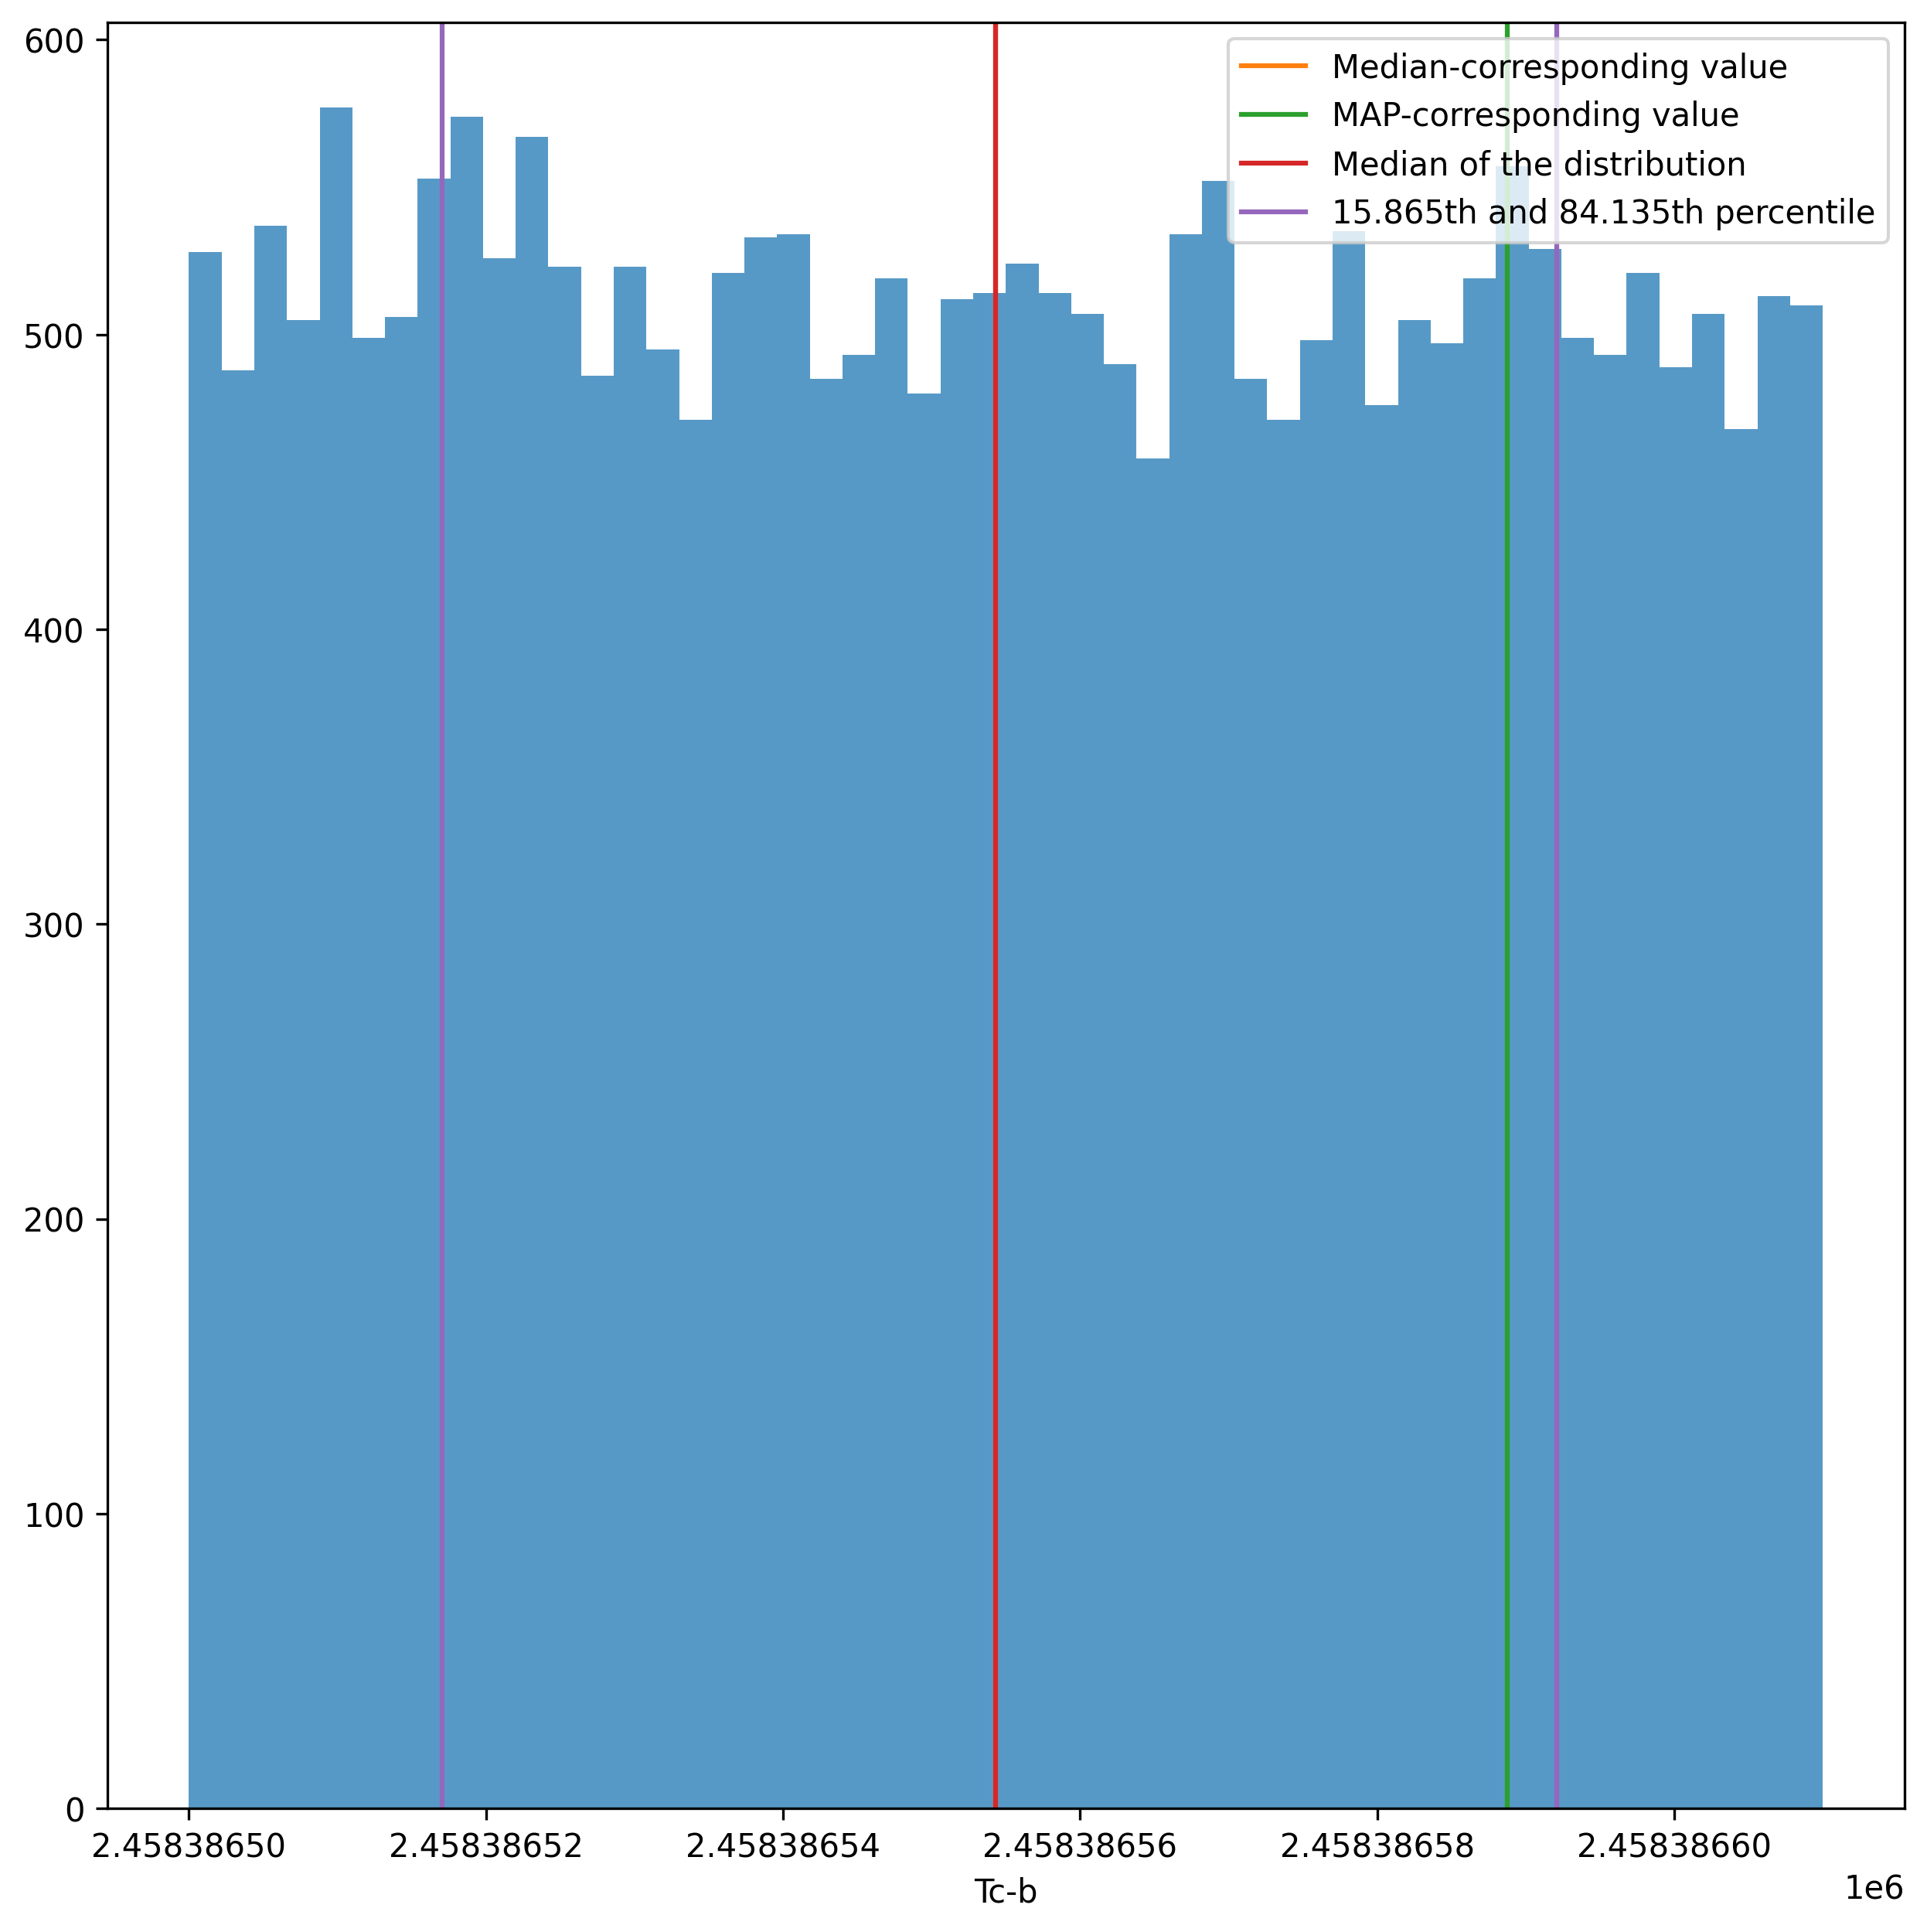 600
500
400
300
200
100
0
Median-corresponding value
MAP-corresponding value
Median of the distribution
15.865th and 84.135th percentile
2.45838650 2.45838652 2.45838654 2.45838656 2.45838658 2.45838660
Tc-b
1e6